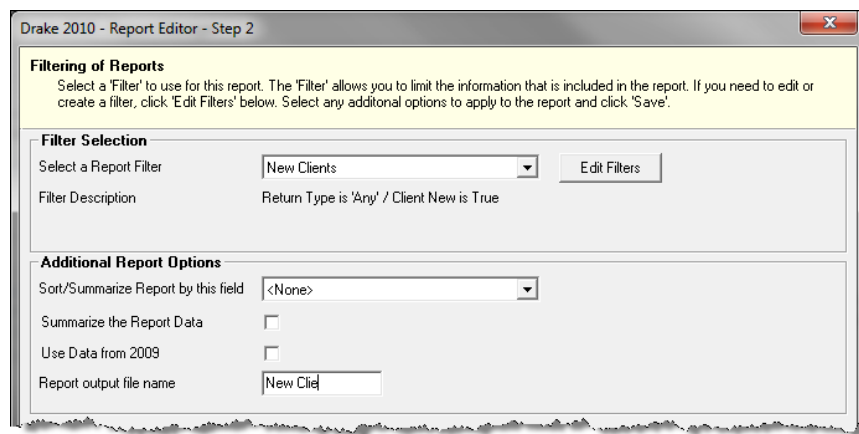 Drake 2010 - Report Editor - Step 2
Filtering of Reports
Select a 'Filter' to use for this report. The 'Filter' allows you to limit the information that is included in the report. If you need to edit or
create a filter, click 'Edit Filters' below. Select any additonal options to apply to the report and click 'Save'.
Filter Selection
Select a Report Filter New Clients Edit Filters
Filter Description Return Type is 'Any' / Client New is True
Additional Report Options
Sort/Summarize Report by this field <None>
Summarize the Report Data
Use Data from 2009
Report output file name New Clie